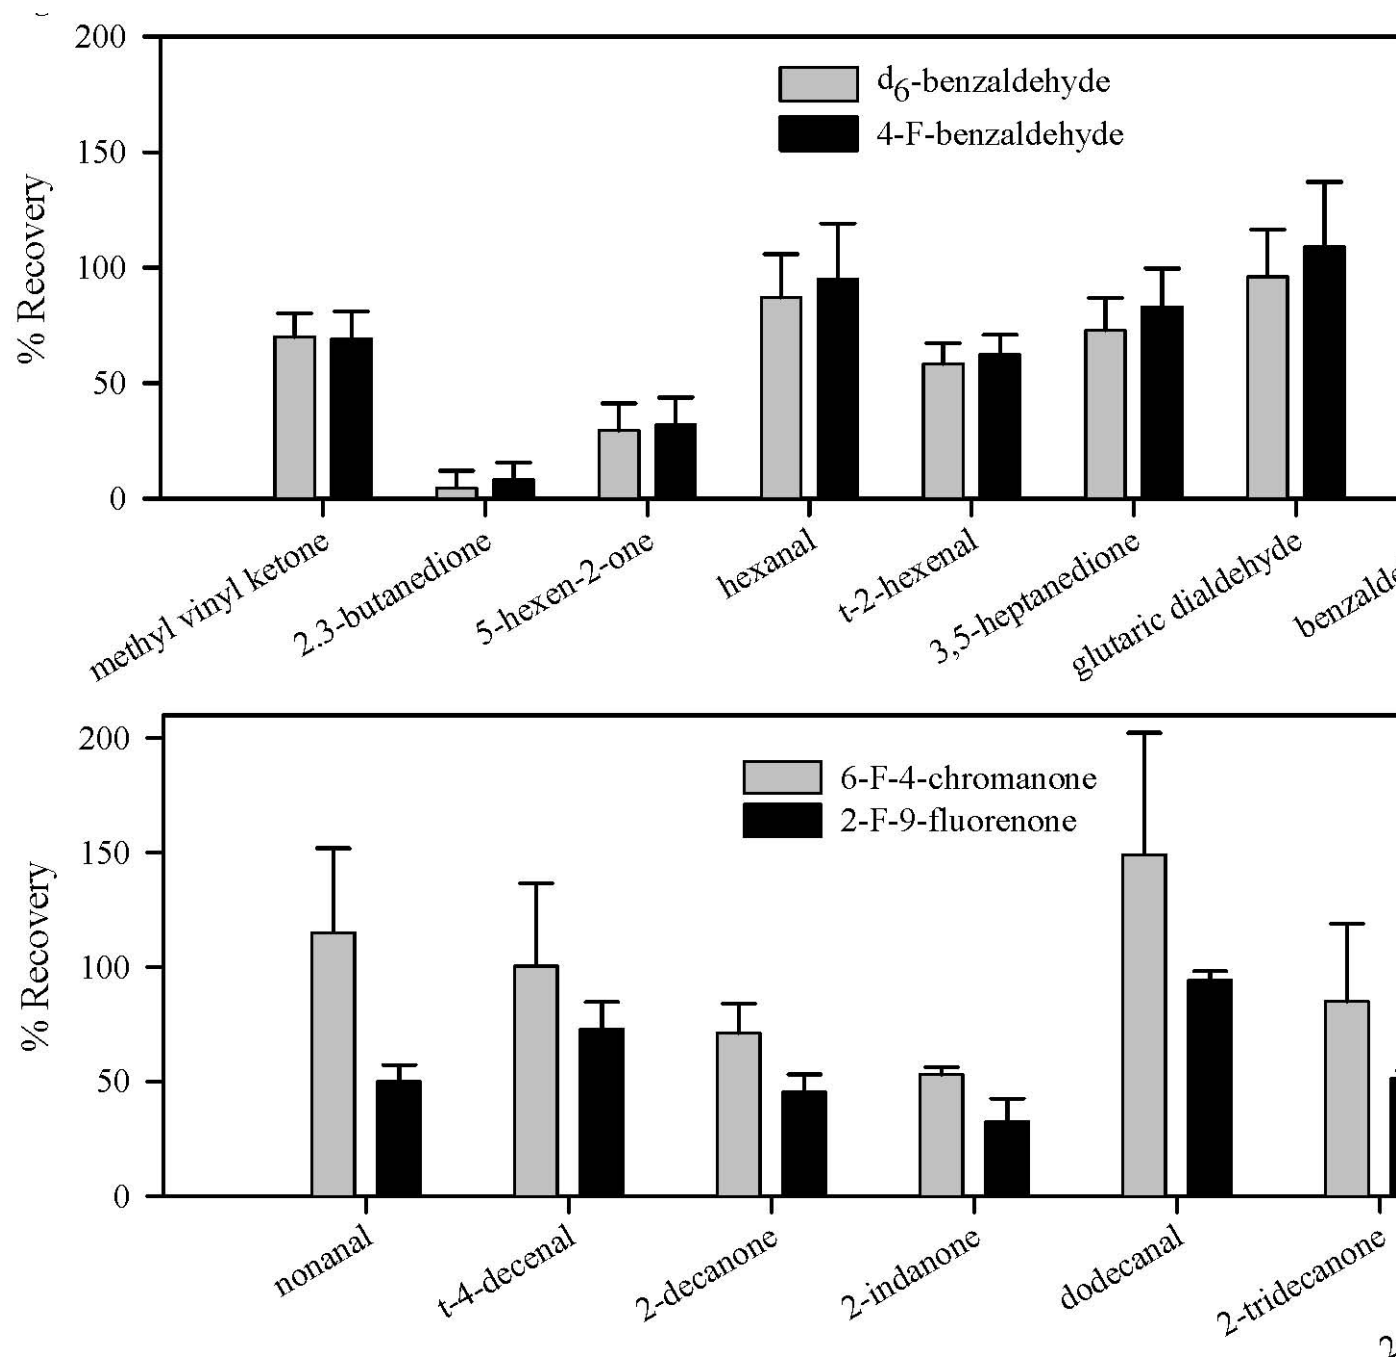 200
150
100
50
0
% Recovery
d6-benzaldehyde
4-F-benzaldehyde
methyl vinyl ketone
2.3-butanedione
5-hexen-2-one
hexanal
t-2-hexenal
3,5-heptanedione
glutaric dialdehyde
benzalde
200
150
100
50
0
% Recovery
6-F-4-chromanone
2-F-9-fluorenone
nonanal
t-4-decenal
2-decanone
2-indanone
dodecanal
2-tridecanone
2